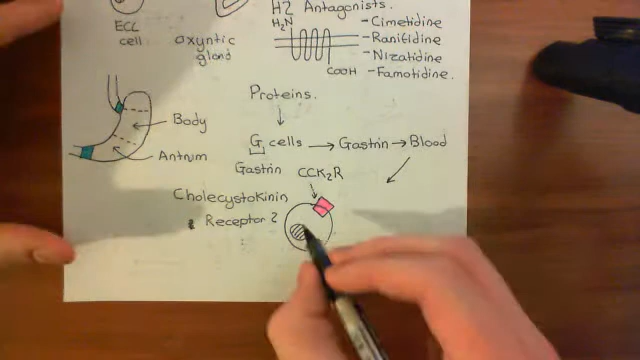 H2 Antagonists.
H₂N
COOH
-Cimetidine
-Ranitidine
-Nizatidine
-Famotidine.
ECL
cell
oxyntic
gland
Body
Antrum
Proteins.
G cells → Gastrin → Blood
Gastrin
CCK₂R
Cholecystokinin
Receptor 2